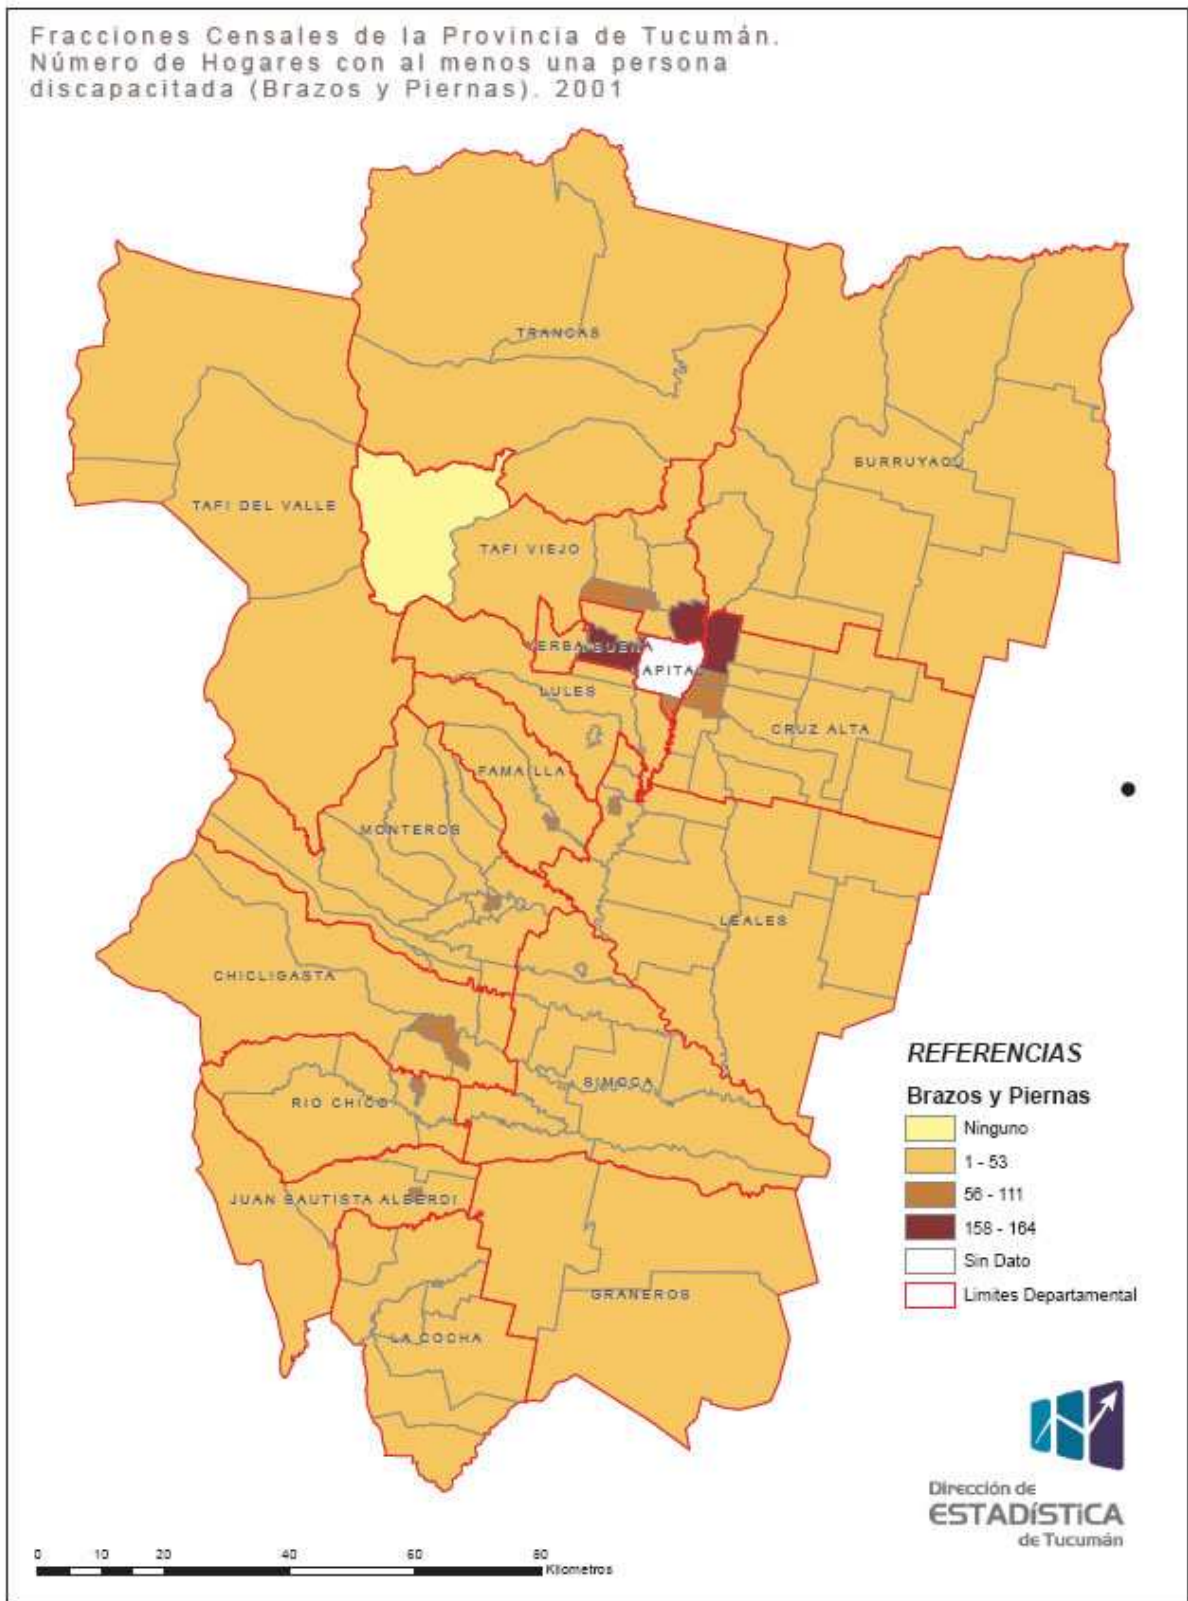 Fracciones Censales de la Provincia de Tucumán.
Número de Hogares con al menos una persona
discapacitada (Brazos y Piernas). 2001
TRANCAS
BURRUYACU
TAFI DEL VALLE
TAFI VIEJO
YERBA BUENA
CAPITAL
LULES
CRUZ ALTA
FAMAILLA
MONTEROS
LEALES
CHICLIGASTA
SIMOCA
RIO CHICO
JUAN BAUTISTA ALBERDI
GRANEROS
LA COCHA
REFERENCIAS
Brazos y Piernas
Ninguno
1 - 53
56 - 111
158 - 164
Sin Dato
Limites Departamental
Dirección de
ESTADíSTiCA
de Tucumán
0 10 20 40 60 80
Kilometros